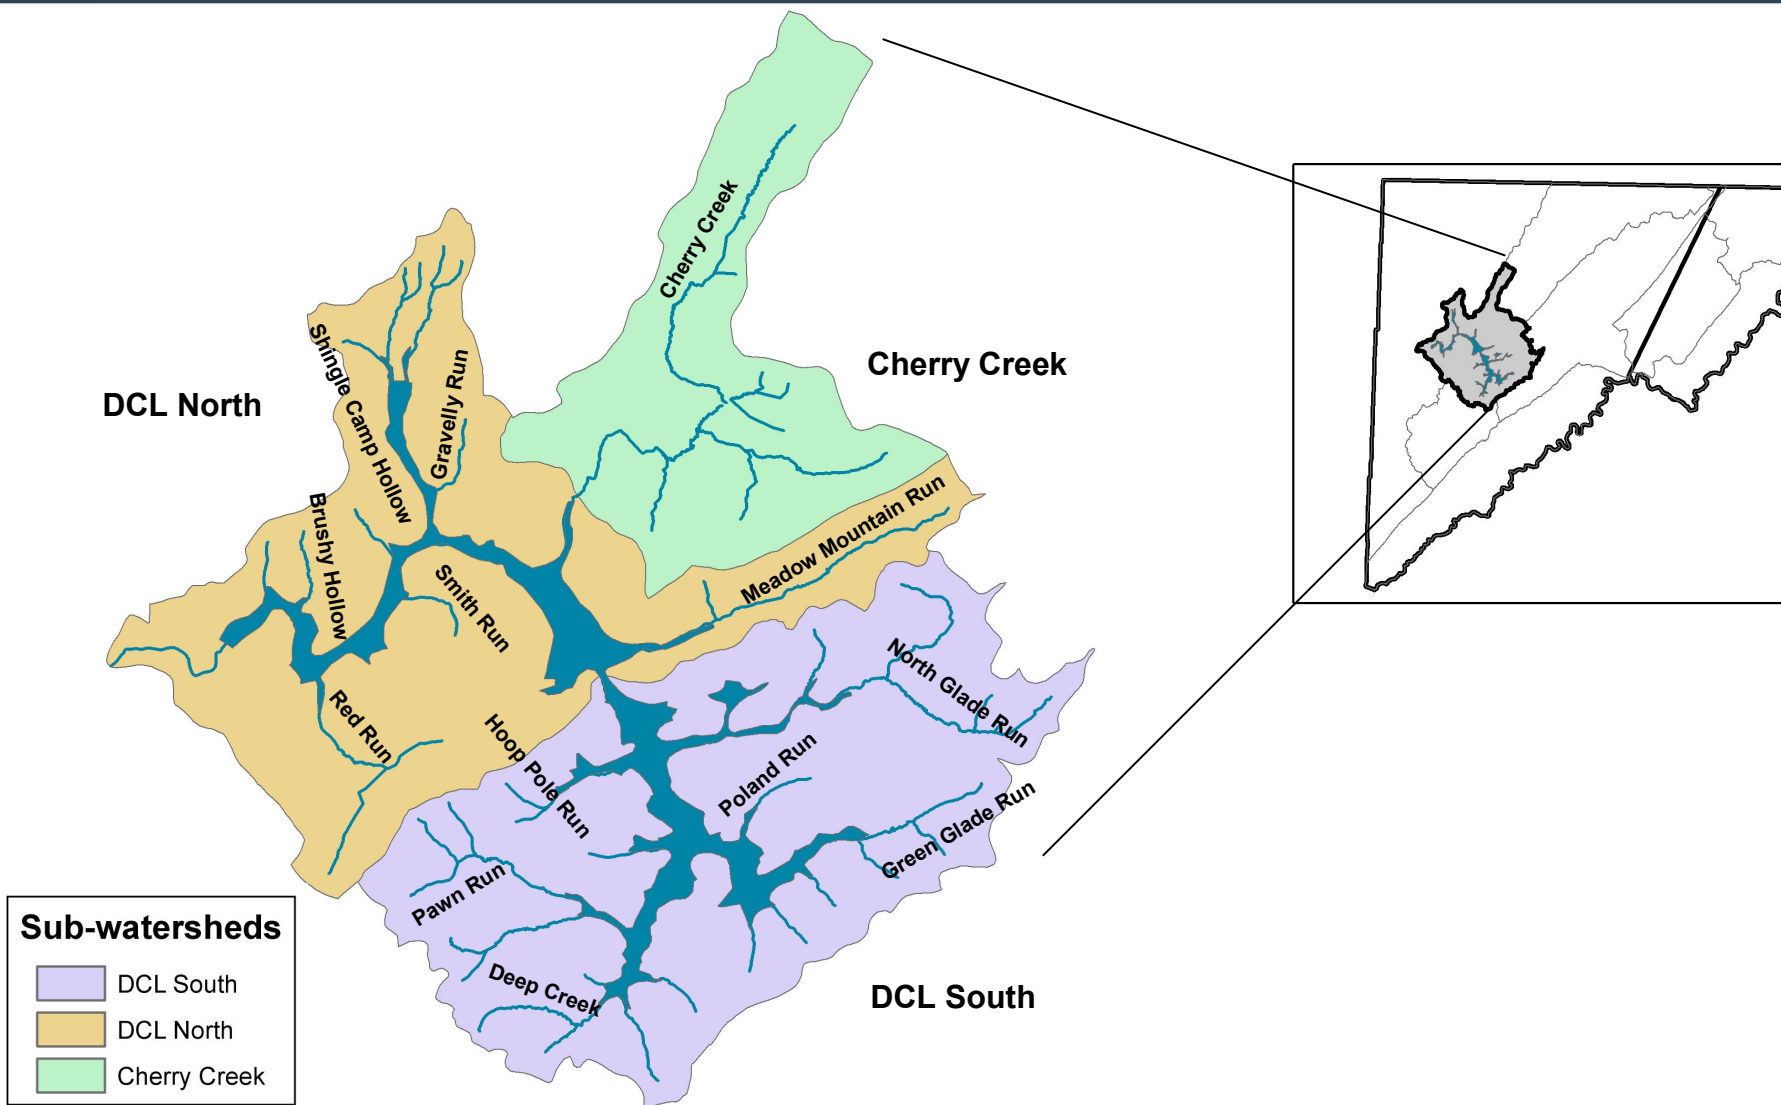 Cherry Creek
Shingle Camp Hollow
Gravelly Run
DCL North
Cherry Creek
Brushy Hollow
Meadow Mountain Run
Smith Run
North Glade Run
Red Run
Hoop Pole Run
Poland Run
Green Glade Run
Pawn Run
Deep Creek
DCL South
Sub-watersheds
DCL South
DCL North
Cherry Creek